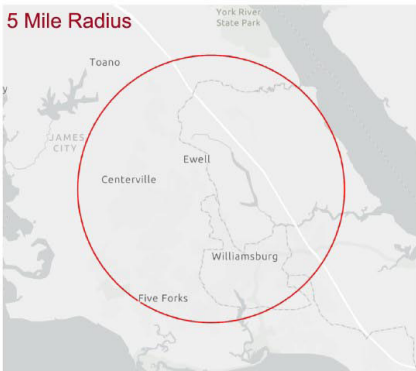 5 Mile Radius
York River
State Park
Toano
y
JAMES
CITY
Ewell
Centerville
Williamsburg
Five Forks